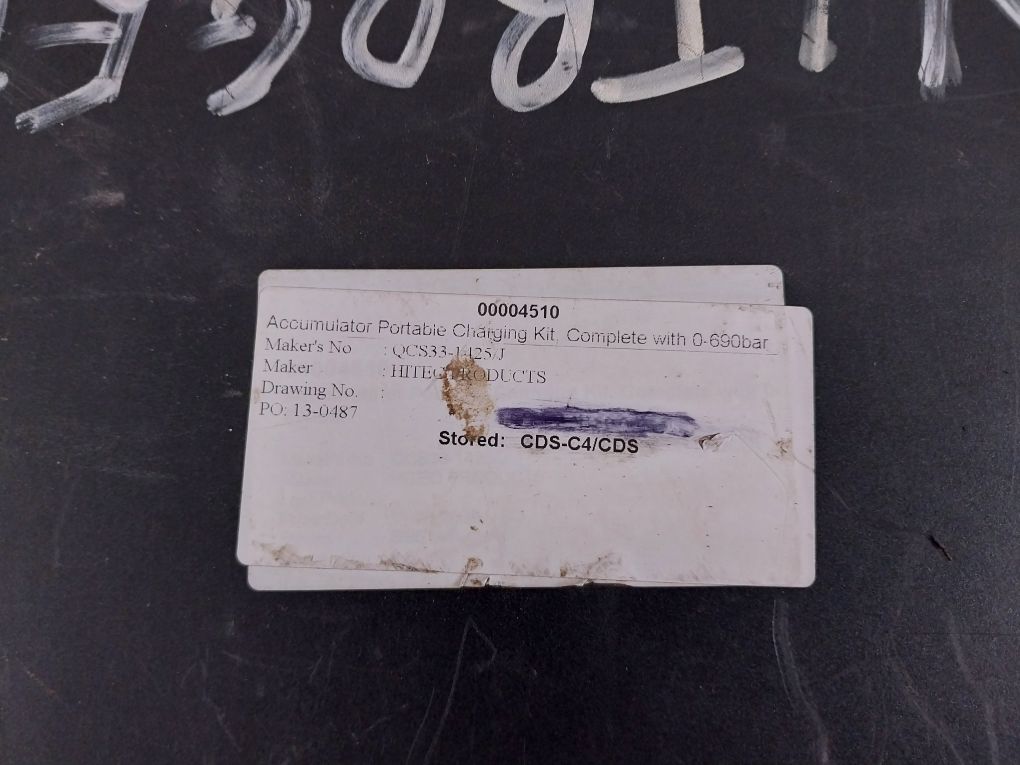 00004510
Accumulator Portable Charging Kit, Complete with 0-690bar
Maker's No : QCS33-1425/J
Maker : HITEC PRODUCTS
Drawing No. :
PO: 13-0487
Stored: CDS-C4/CDS